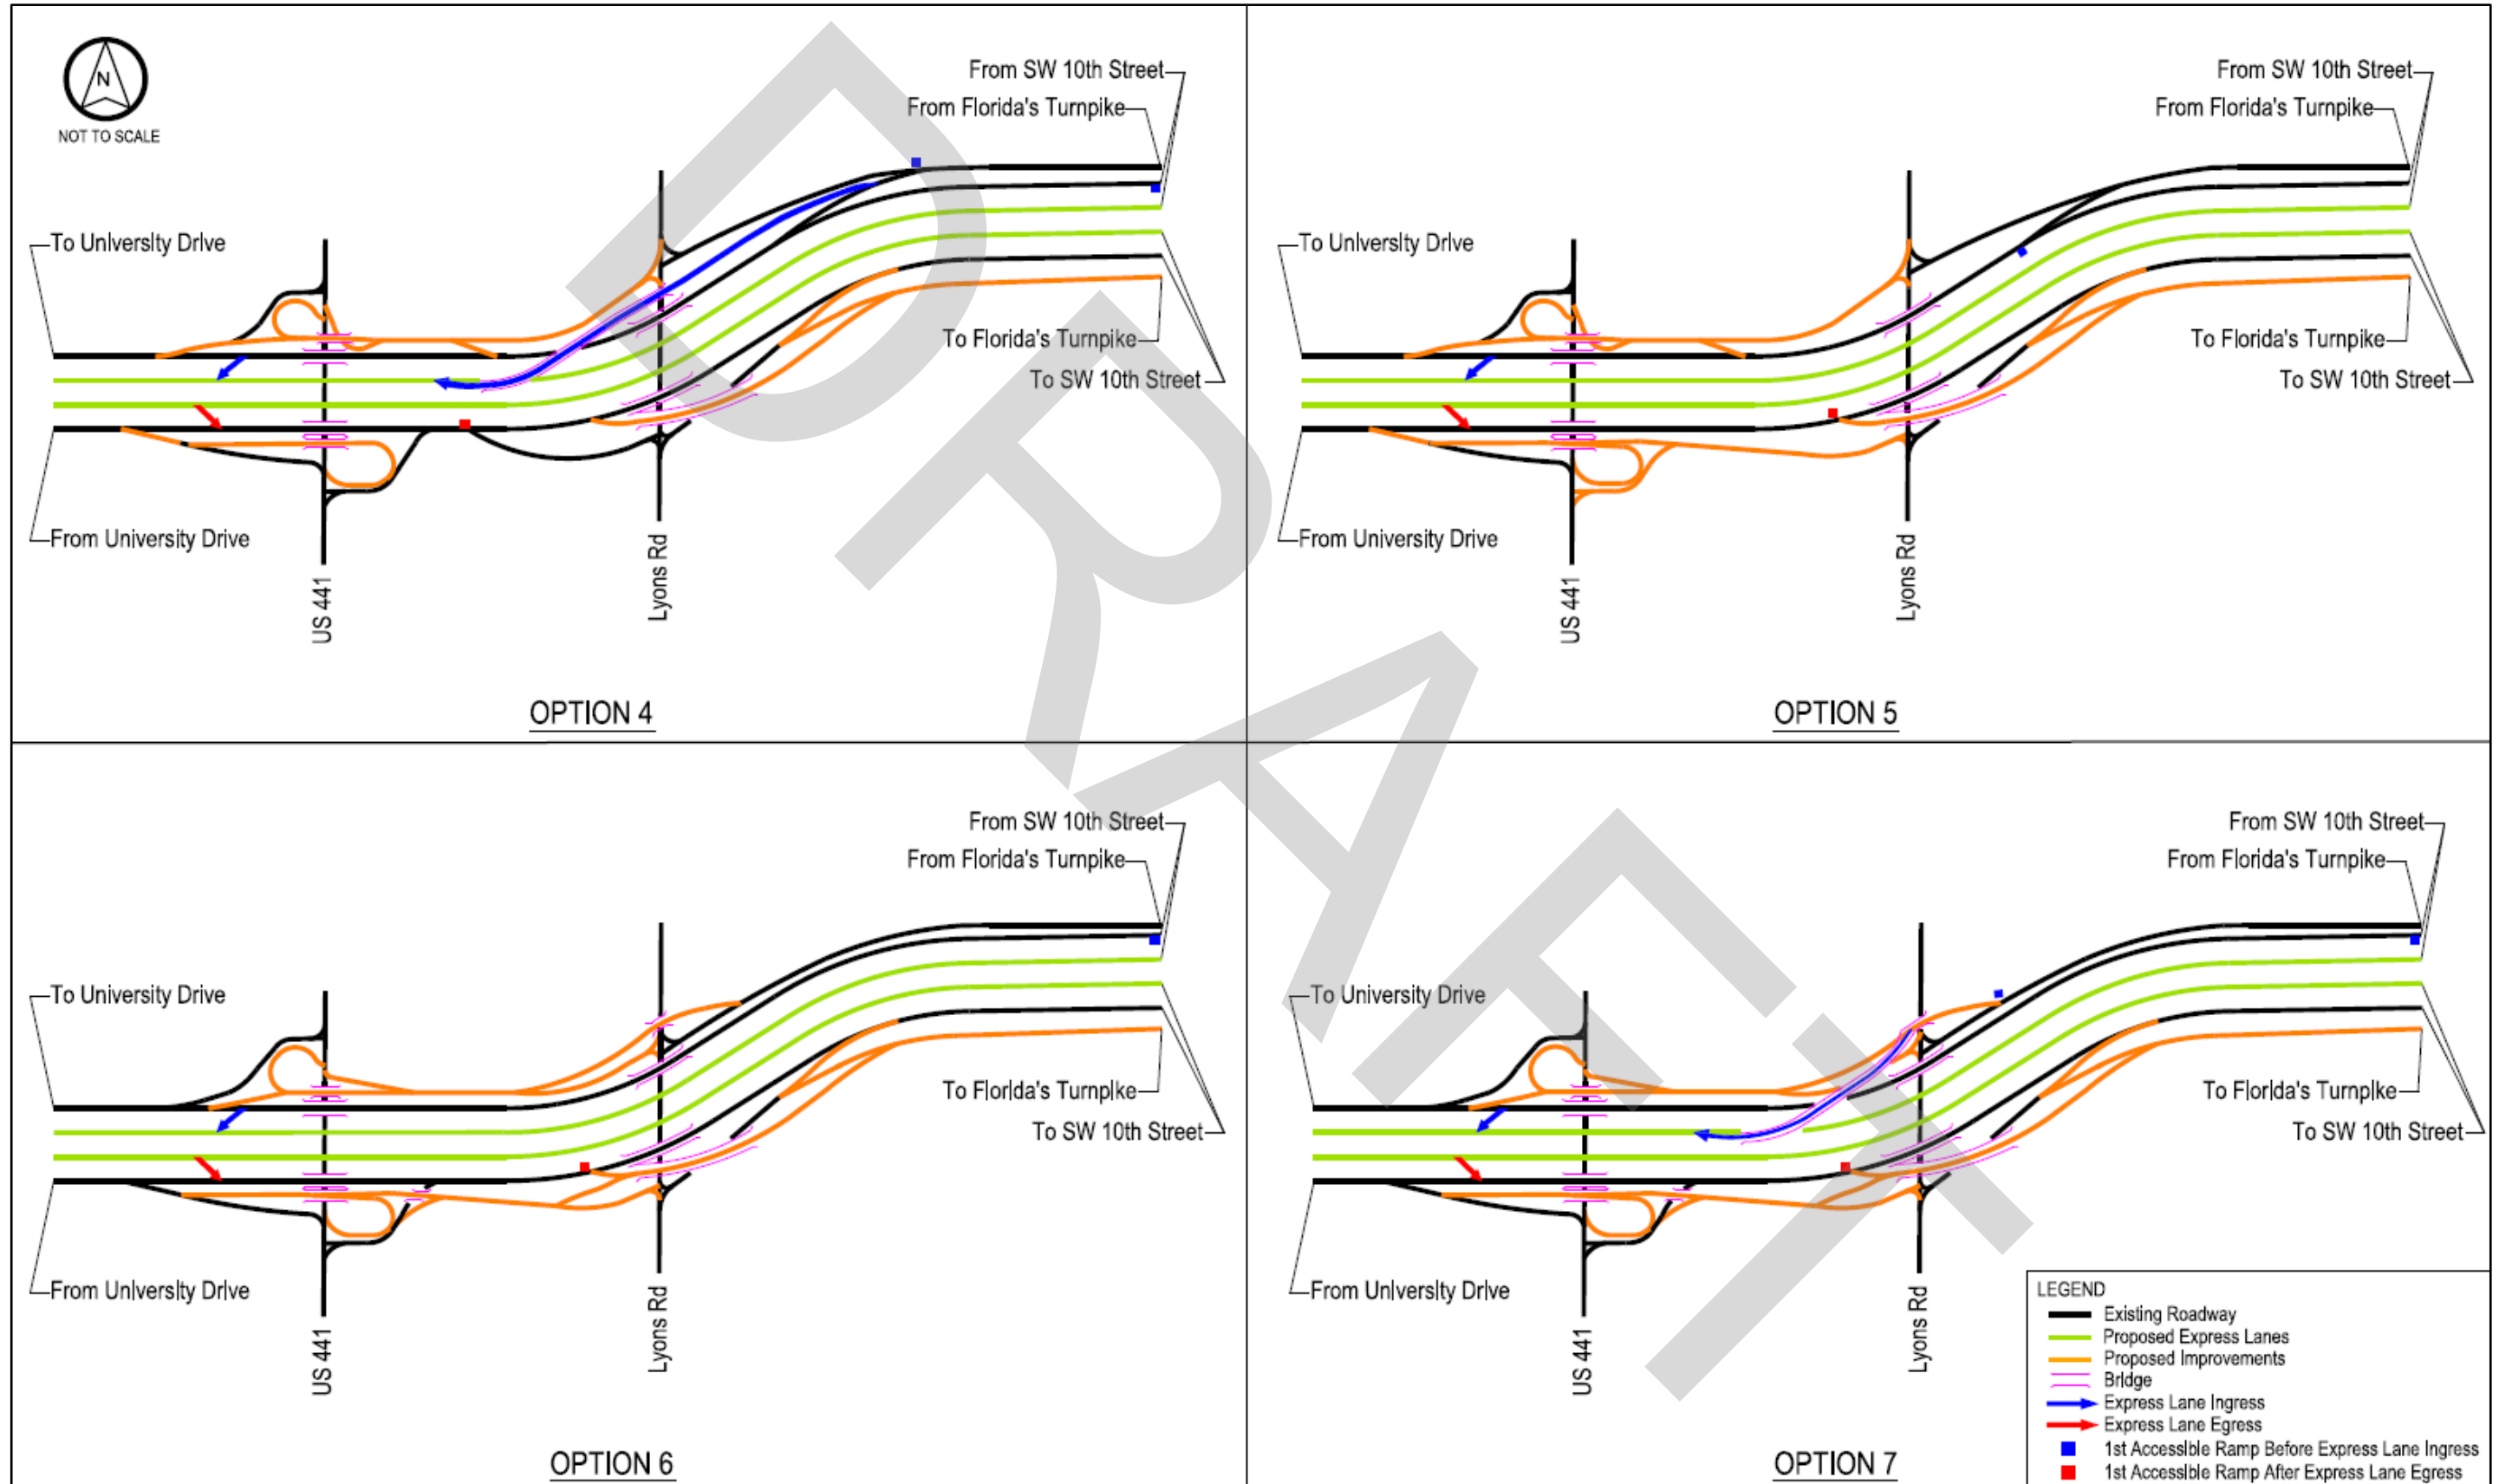 N
NOT TO SCALE
From SW 10th Street
From Florida's Turnpike
To University Drive
To Florida's Turnpike
To SW 10th Street
From University Drive
US 441
Lyons Rd
OPTION 4
From SW 10th Street
From Florida's Turnpike
To University Drive
To Florida's Turnpike
To SW 10th Street
From University Drive
US 441
Lyons Rd
OPTION 5
From SW 10th Street
From Florida's Turnpike
To University Drive
To Florida's Turnpike
To SW 10th Street
From University Drive
US 441
Lyons Rd
OPTION 6
From SW 10th Street
From Florida's Turnpike
To University Drive
To Florida's Turnpike
To SW 10th Street
From University Drive
US 441
Lyons Rd
OPTION 7
LEGEND
Existing Roadway
Proposed Express Lanes
Proposed Improvements
Bridge
Express Lane Ingress
Express Lane Egress
1st Accessible Ramp Before Express Lane Ingress
1st Accessible Ramp After Express Lane Egress
DRAFT